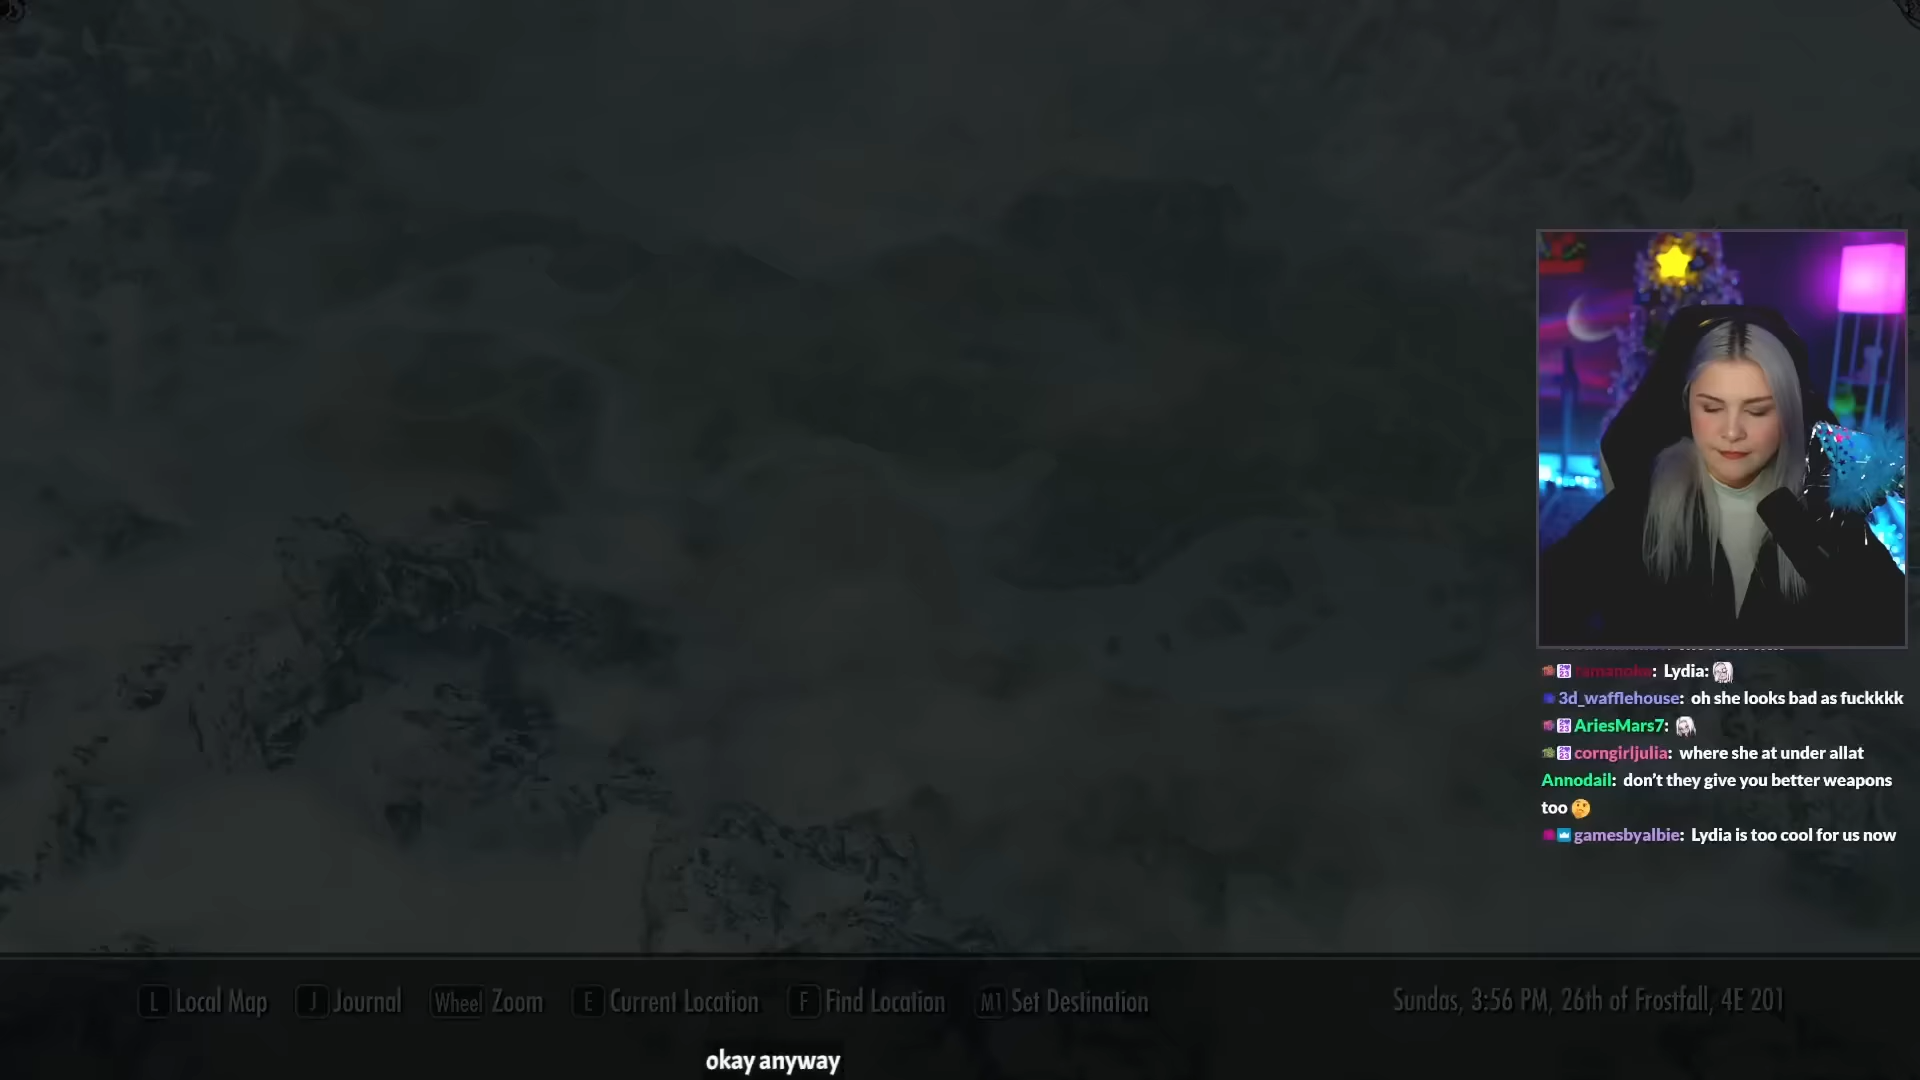 : Lydia:
3d_wafflehouse: oh she looks bad as fuckkkk
AriesMars7:
corngirljulia: where she at under allat
Annodail: don't they give you better weapons
too 🤔
gamesbyalbie: Lydia is too cool for us now
L Local Map J Journal Wheel Zoom E Current Location F Find Location M1 Set Destination Sundas, 3:56 PM, 26th of Frostfall, 4E 201
okay anyway